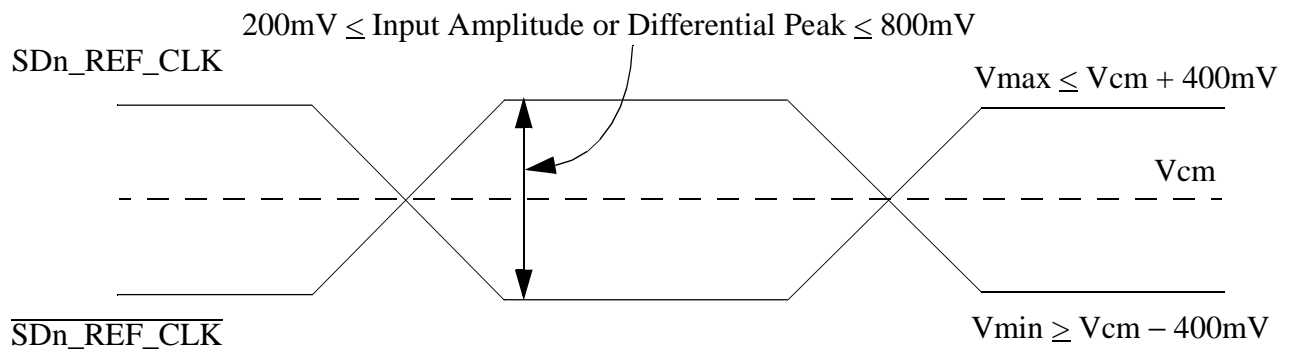 200mV ≤ Input Amplitude or Differential Peak ≤ 800mV
SDn_REF_CLK
Vmax ≤ Vcm + 400mV
Vcm
SDn_REF_CLK
Vmin ≥ Vcm − 400mV